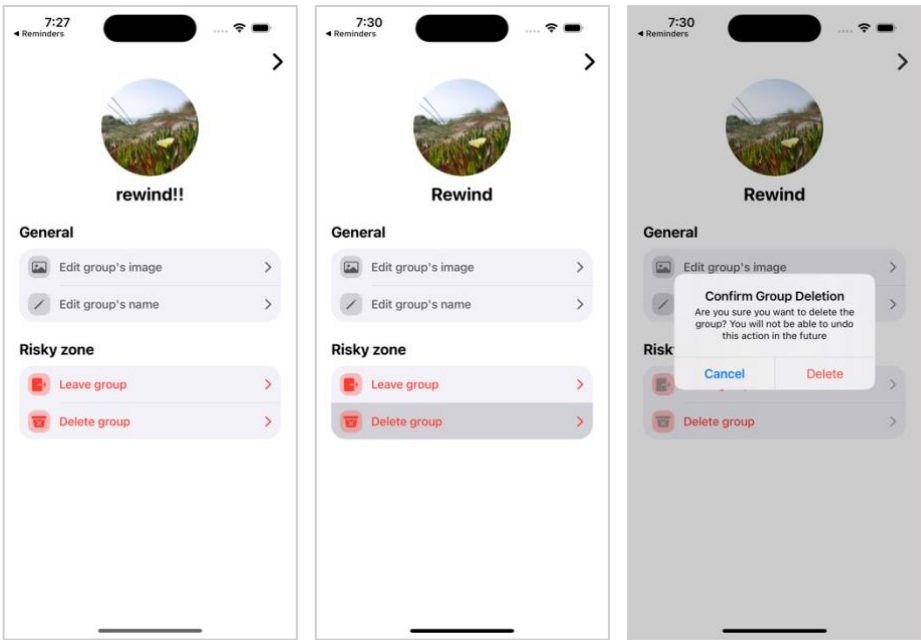 7:27
◀ Reminders
rewind!!
General
Edit group's image
Edit group's name
Risky zone
Leave group
Delete group
7:30
◀ Reminders
Rewind
General
Edit group's image
Edit group's name
Risky zone
Leave group
Delete group
7:30
◀ Reminders
Rewind
General
Edit group's image
Confirm Group Deletion
Are you sure you want to delete the
group? You will not be able to undo
this action in the future
Risk
Cancel
Delete
Delete group